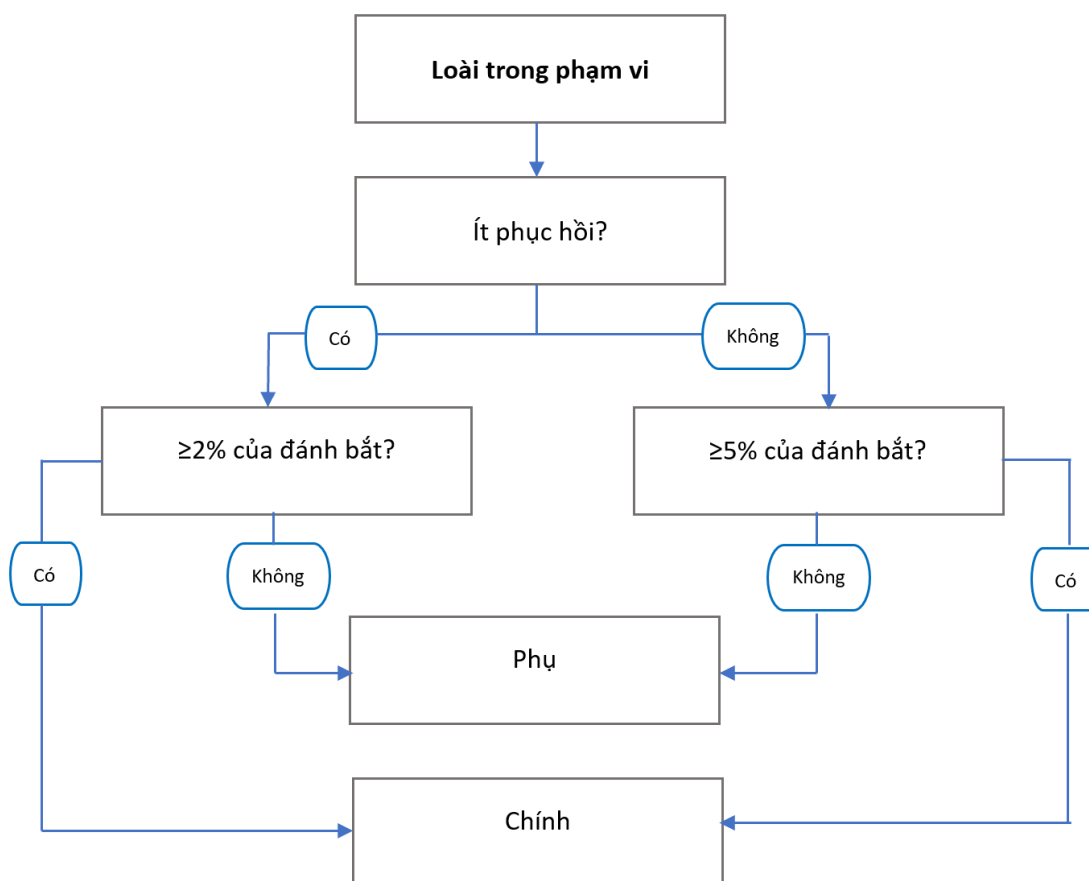 Loài trong phạm vi
Ít phục hồi?
Có
Không
≥2% của đánh bắt?
≥5% của đánh bắt?
Có
Không
Không
Có
Phụ
Chính